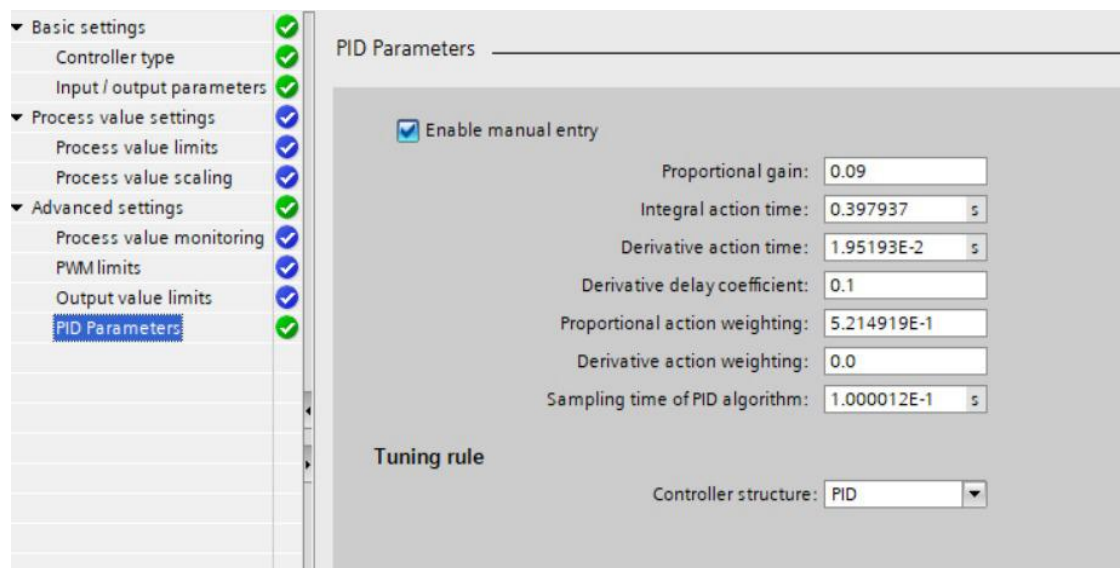 Basic settings
Controller type
Input / output parameters
Process value settings
Process value limits
Process value scaling
Advanced settings
Process value monitoring
PWM limits
Output value limits
PID Parameters
PID Parameters
Enable manual entry
Proportional gain: 0.09
Integral action time: 0.397937 s
Derivative action time: 1.95193E-2 s
Derivative delay coefficient: 0.1
Proportional action weighting: 5.214919E-1
Derivative action weighting: 0.0
Sampling time of PID algorithm: 1.000012E-1 s
Tuning rule
Controller structure: PID